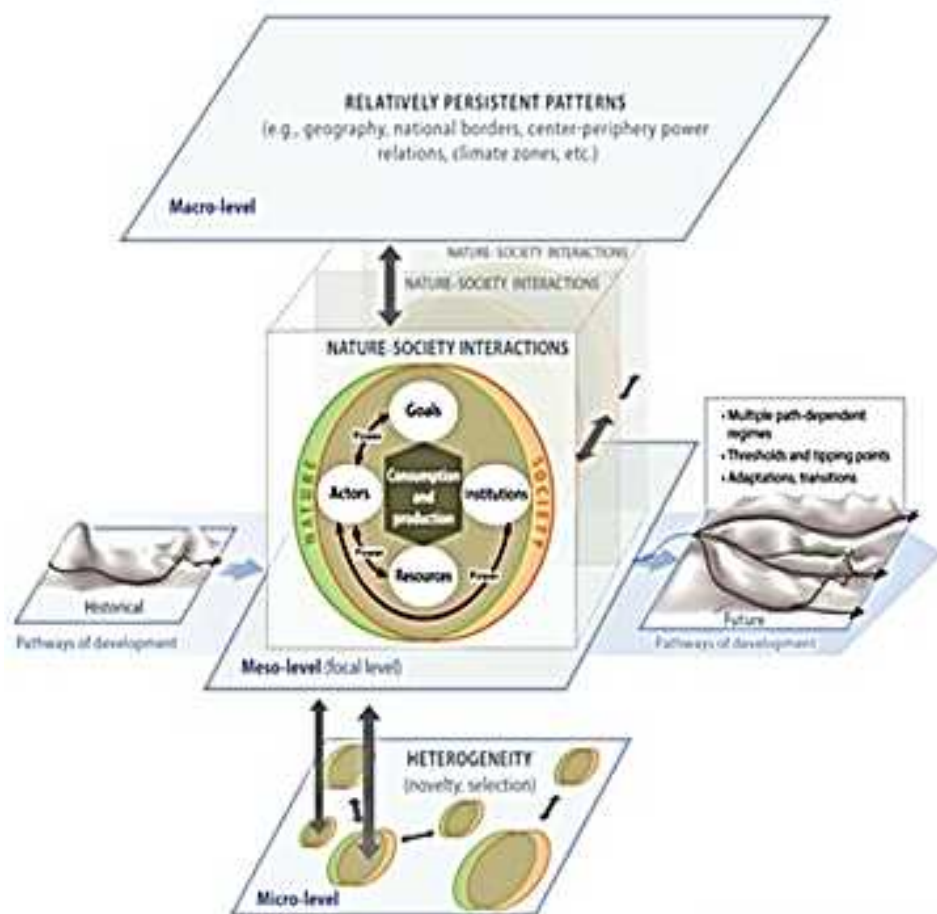 RELATIVELY PERSISTENT PATTERNS
(e.g., geography, national borders, center-periphery power
relations, climate zones, etc.)
Macro-level
NATURE-SOCIETY INTERACTIONS
NATURE-SOCIETY INTERACTIONS
NATURE-SOCIETY INTERACTIONS
Goals
Power
NATURE
Actors
Consumption
and
production
Institutions
SOCIETY
Power
Resources
Power
• Multiple path-dependent
regimes
• Thresholds and tipping points
• Adaptations, transitions
Historical
Pathways of development
Future
Pathways of development
Meso-level (focal level)
HETEROGENEITY
(novelty, selection)
Micro-level